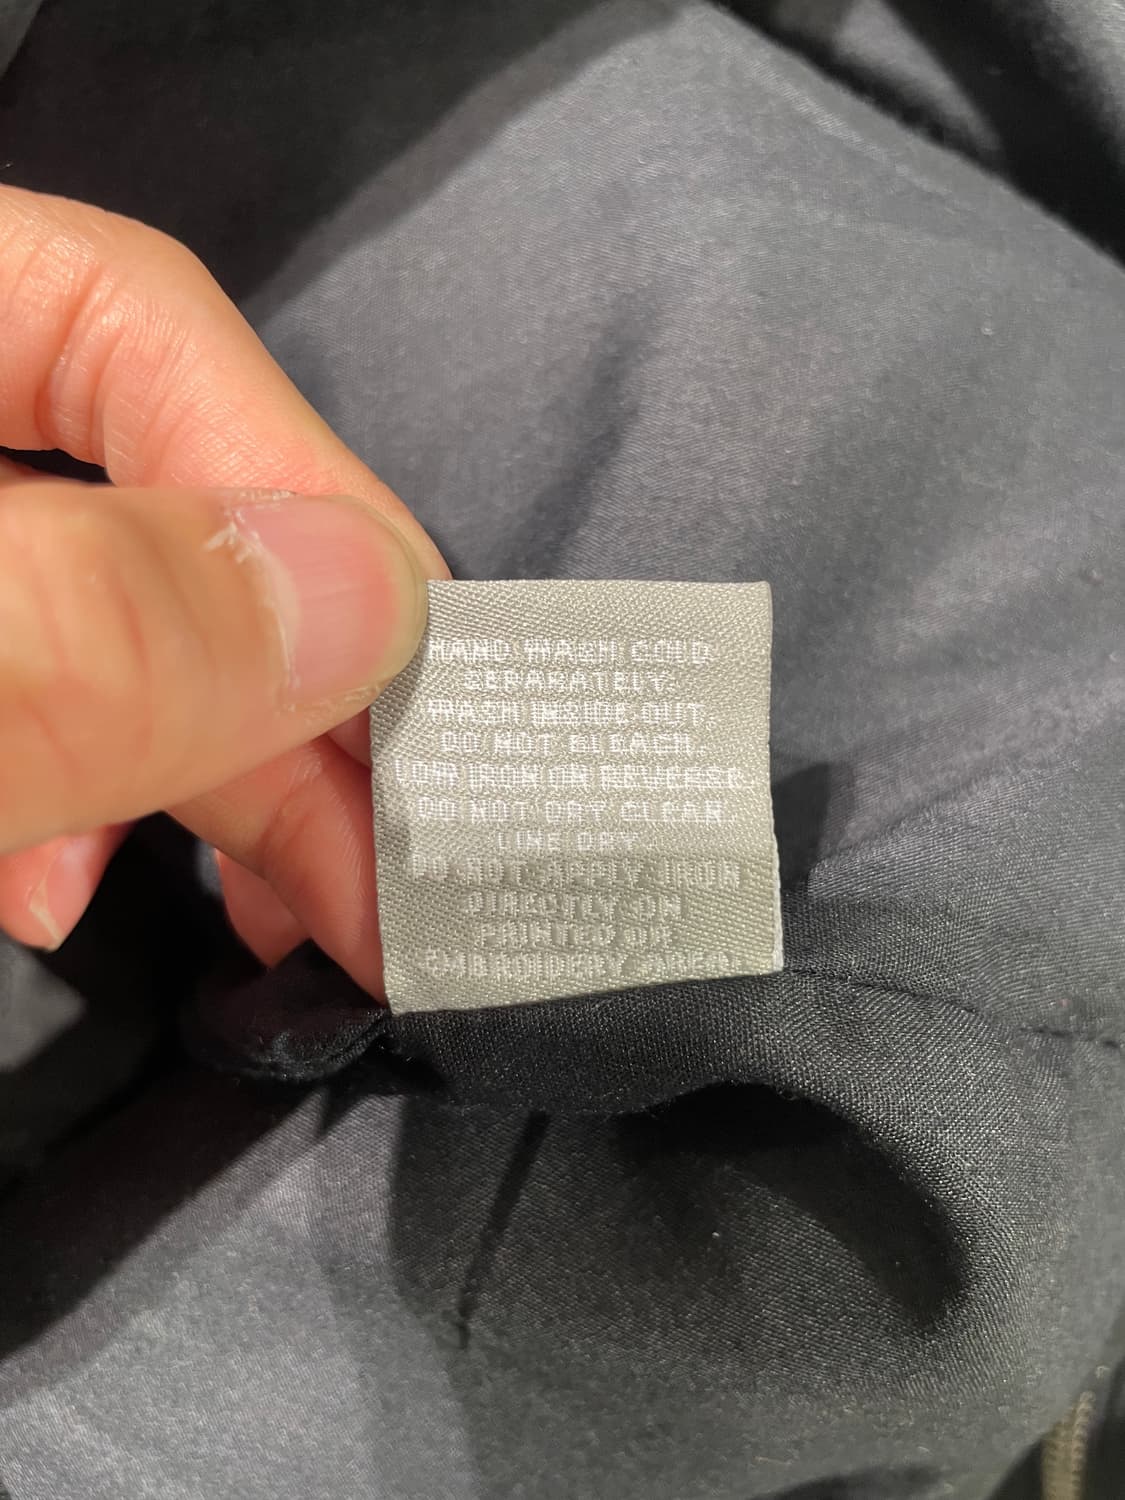 HAND WASH COLD
SEPARATELY.
WASH INSIDE OUT.
DO NOT BLEACH.
LOW IRON ON REVERSE.
DO NOT DRY CLEAN.
LINE DRY.
DO NOT APPLY IRON
DIRECTLY ON
PRINTED OR
EMBROIDERY AREA.